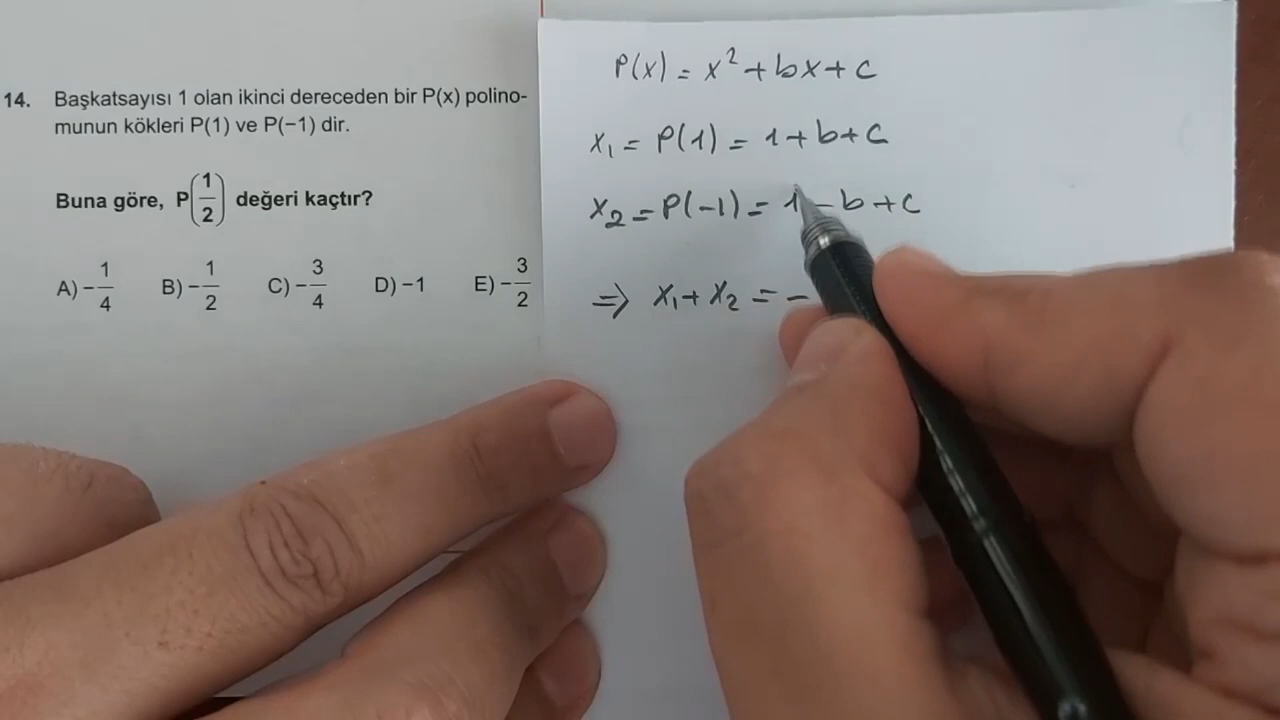 14. Başkatsayısı 1 olan ikinci dereceden bir P(x) polino-
munun kökleri P(1) ve P(−1) dir.
Buna göre, P(1/2) değeri kaçtır?
A) −1/4 B) −1/2 C) −3/4 D) −1 E) −3/2
P(x) = x² + bx + c
x₁ = P(1) = 1 + b + c
x₂ = P(−1) = 1 − b + c
⇒ x₁ + x₂ = −